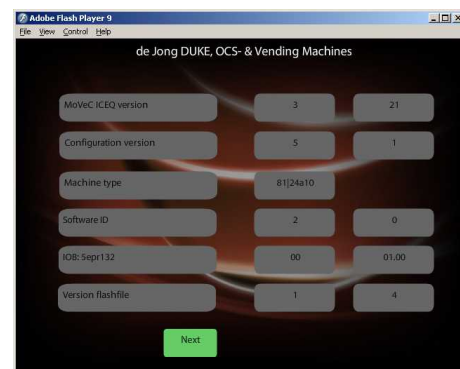 Adobe Flash Player 9
File View Control Help
de Jong DUKE, OCS- & Vending Machines
MoVeC ICEQ version 3 21
Configuration version 5 1
Machine type 81|24a10
Software ID 2 0
IOB: Sepr132 00 01.00
Version flashfile 1 4
Next